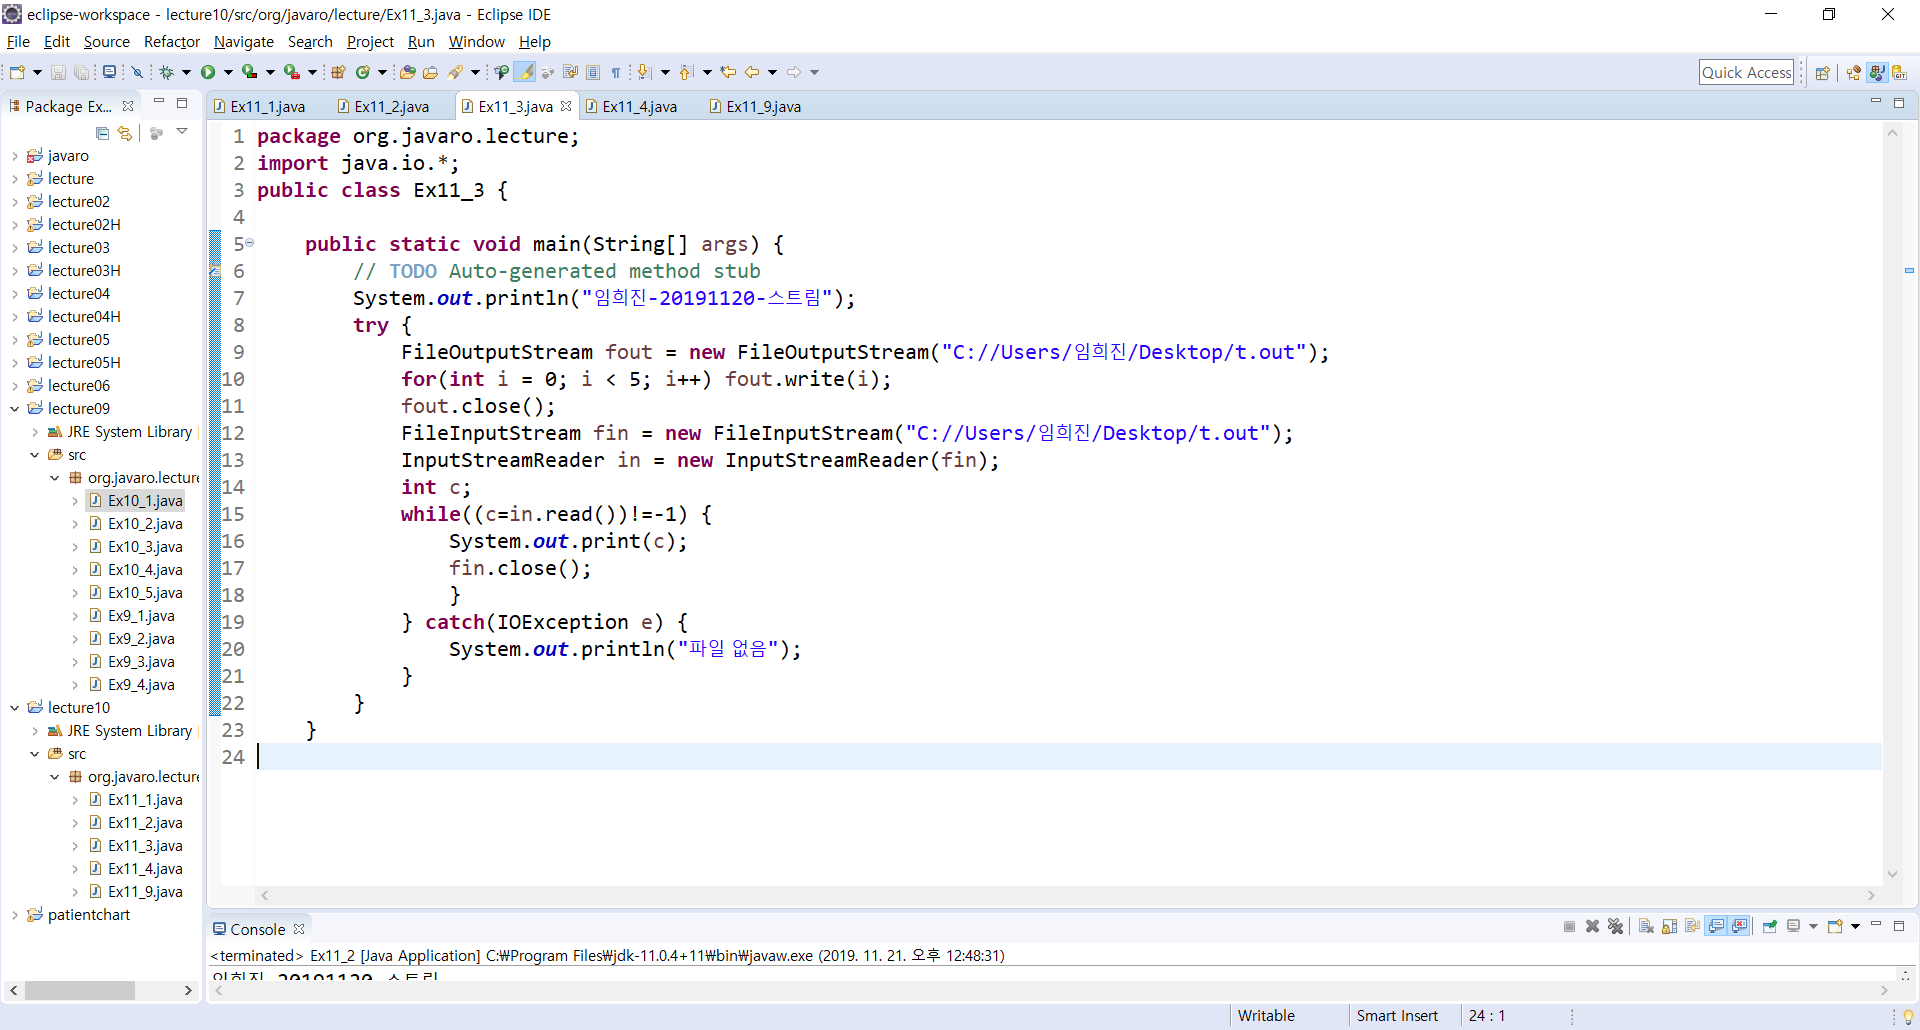 eclipse-workspace - lecture10/src/org/javaro/lecture/Ex11_3.java - Eclipse IDE
File Edit Source Refactor Navigate Search Project Run Window Help
Quick Access
Package Ex...
javaro
lecture
lecture02
lecture02H
lecture03
lecture03H
lecture04
lecture04H
lecture05
lecture05H
lecture06
lecture09
JRE System Library
src
org.javaro.lecture
Ex10_1.java
Ex10_2.java
Ex10_3.java
Ex10_4.java
Ex10_5.java
Ex9_1.java
Ex9_2.java
Ex9_3.java
Ex9_4.java
lecture10
JRE System Library
src
org.javaro.lecture
Ex11_1.java
Ex11_2.java
Ex11_3.java
Ex11_4.java
Ex11_9.java
patientchart
Ex11_1.java Ex11_2.java Ex11_3.java Ex11_4.java Ex11_9.java
1 package org.javaro.lecture;
2 import java.io.*;
3 public class Ex11_3 {
4
5 public static void main(String[] args) {
6 // TODO Auto-generated method stub
7 System.out.println("임희진-20191120-스트림");
8 try {
9 FileOutputStream fout = new FileOutputStream("C://Users/임희진/Desktop/t.out");
10 for(int i = 0; i < 5; i++) fout.write(i);
11 fout.close();
12 FileInputStream fin = new FileInputStream("C://Users/임희진/Desktop/t.out");
13 InputStreamReader in = new InputStreamReader(fin);
14 int c;
15 while((c=in.read())!=-1) {
16 System.out.print(c);
17 fin.close();
18 }
19 } catch(IOException e) {
20 System.out.println("파일 없음");
21 }
22 }
23 }
24
Console
<terminated> Ex11_2 [Java Application] C:₩Program Files₩jdk-11.0.4+11₩bin₩javaw.exe (2019. 11. 21. 오후 12:48:31)
임희진-20191120-스트림
Writable Smart Insert 24 : 1